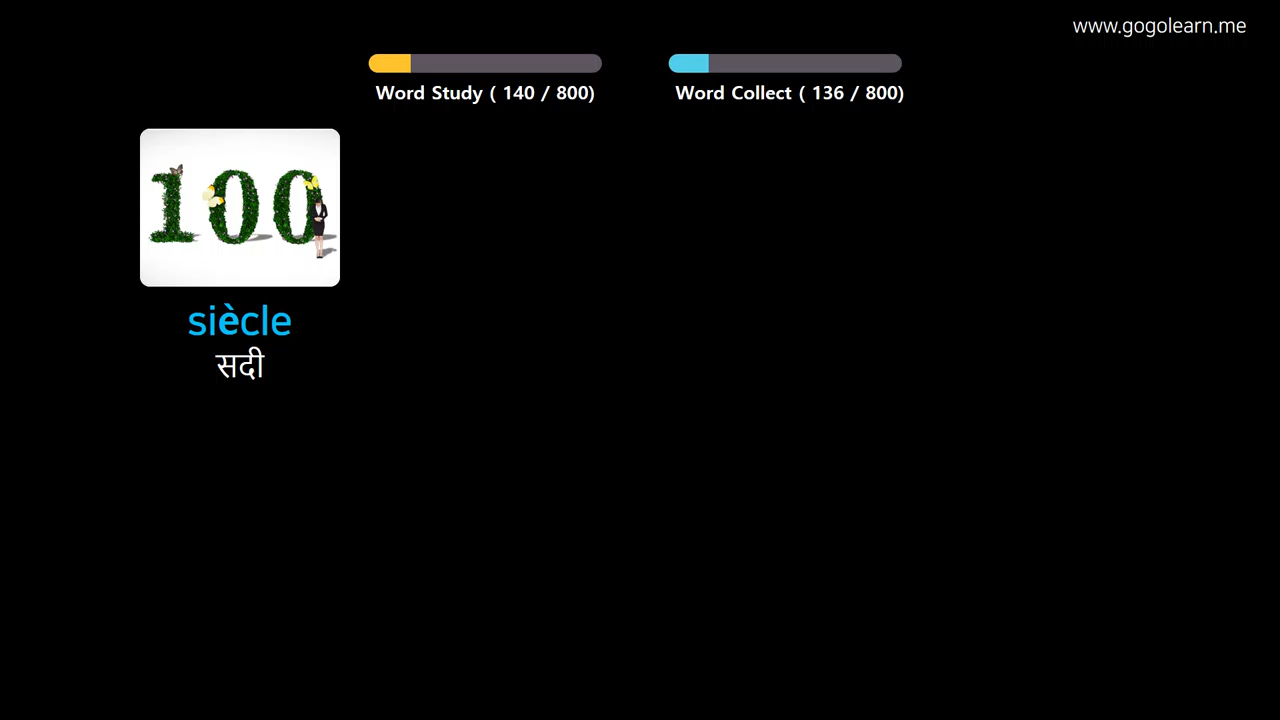 www.gogolearn.me
Word Study ( 140 / 800)
Word Collect ( 136 / 800)
100
siècle
सदी